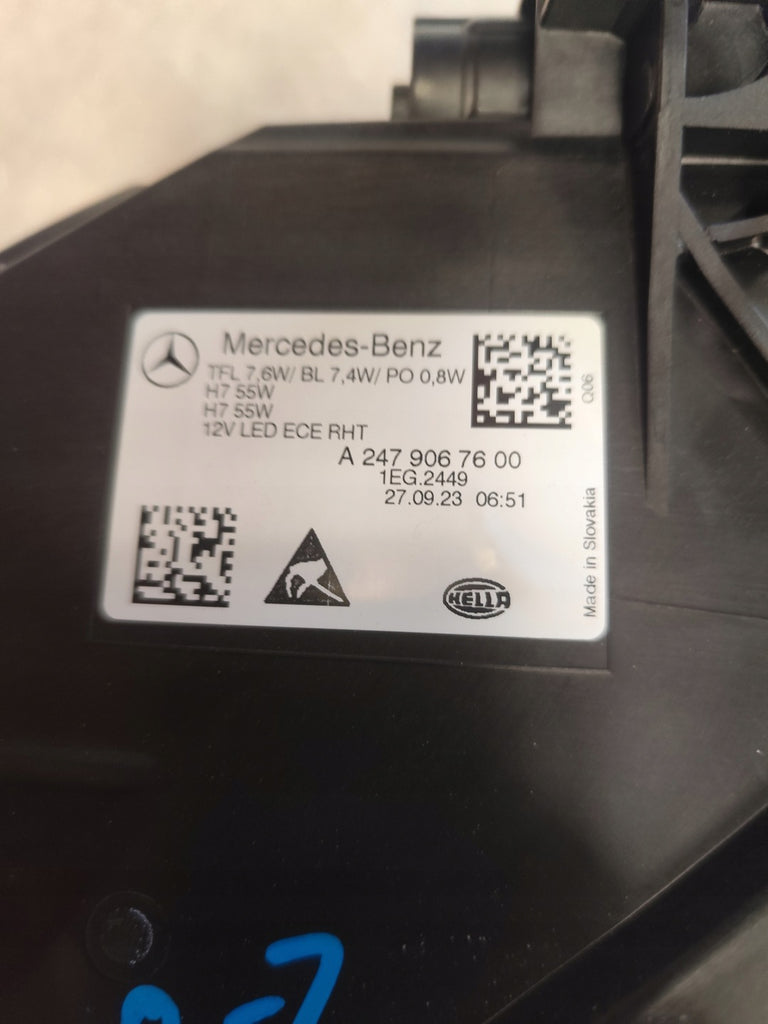 Mercedes-Benz
TFL 7,6W/ BL 7,4W/ PO 0,8W
H7 55W
H7 55W
12V LED ECE RHT
A 247 906 76 00
1EG.2449
27.09.23 06:51
Q06
Made in Slovakia
HELLA